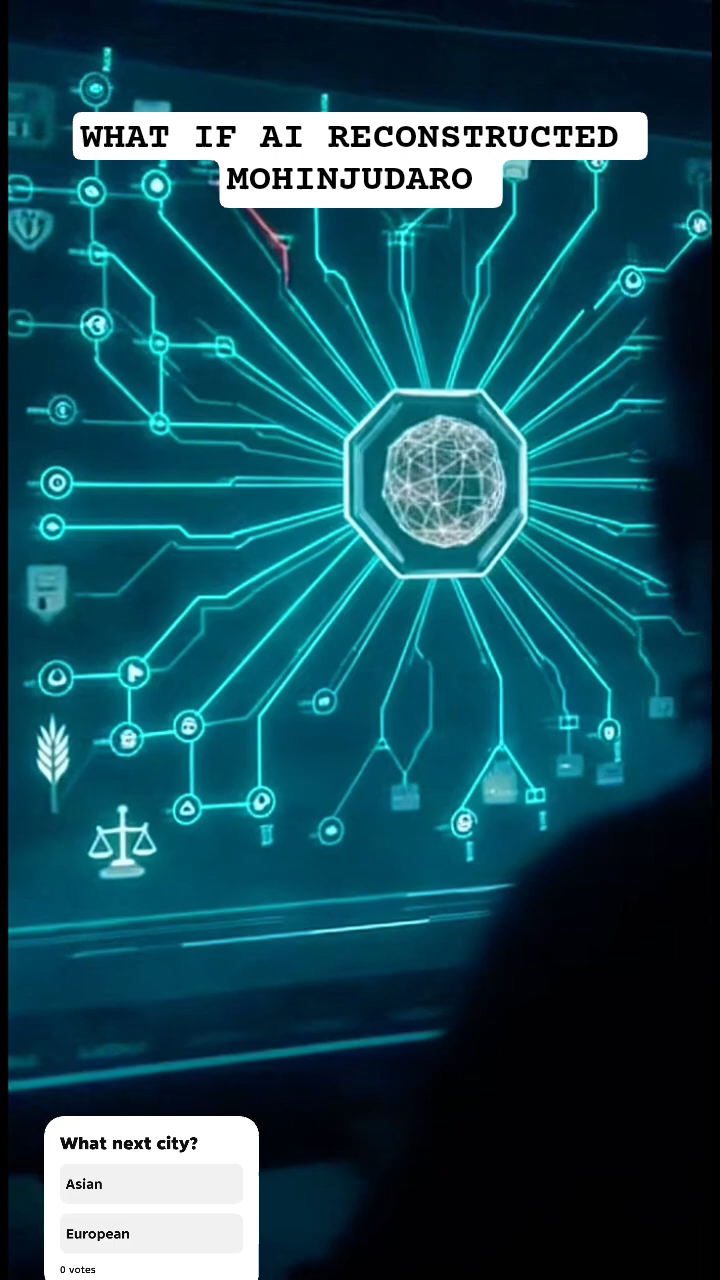 WHAT IF AI RECONSTRUCTED
MOHINJUDARO
What next city?
Asian
European
0 votes